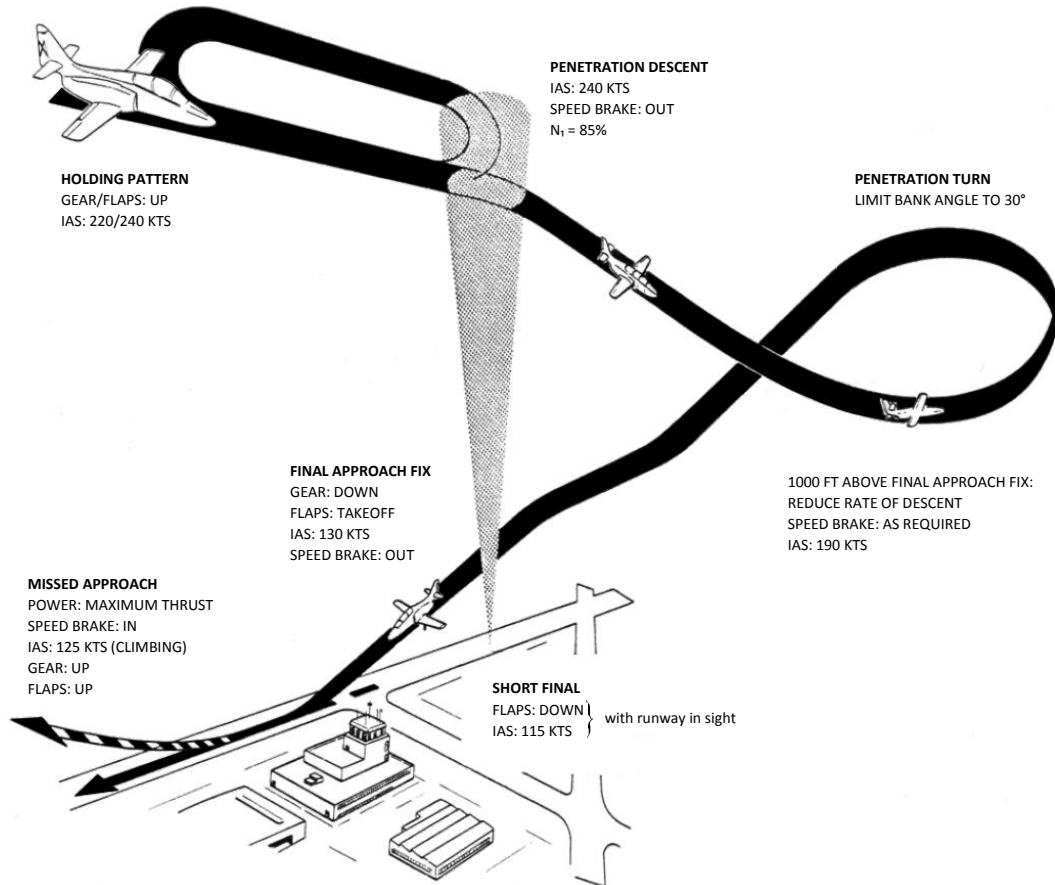 PENETRATION DESCENT
IAS: 240 KTS
SPEED BRAKE: OUT
N₁ = 85%
HOLDING PATTERN
GEAR/FLAPS: UP
IAS: 220/240 KTS
PENETRATION TURN
LIMIT BANK ANGLE TO 30°
FINAL APPROACH FIX
GEAR: DOWN
FLAPS: TAKEOFF
IAS: 130 KTS
SPEED BRAKE: OUT
1000 FT ABOVE FINAL APPROACH FIX:
REDUCE RATE OF DESCENT
SPEED BRAKE: AS REQUIRED
IAS: 190 KTS
MISSED APPROACH
POWER: MAXIMUM THRUST
SPEED BRAKE: IN
IAS: 125 KTS (CLIMBING)
GEAR: UP
FLAPS: UP
SHORT FINAL
FLAPS: DOWN
IAS: 115 KTS
with runway in sight